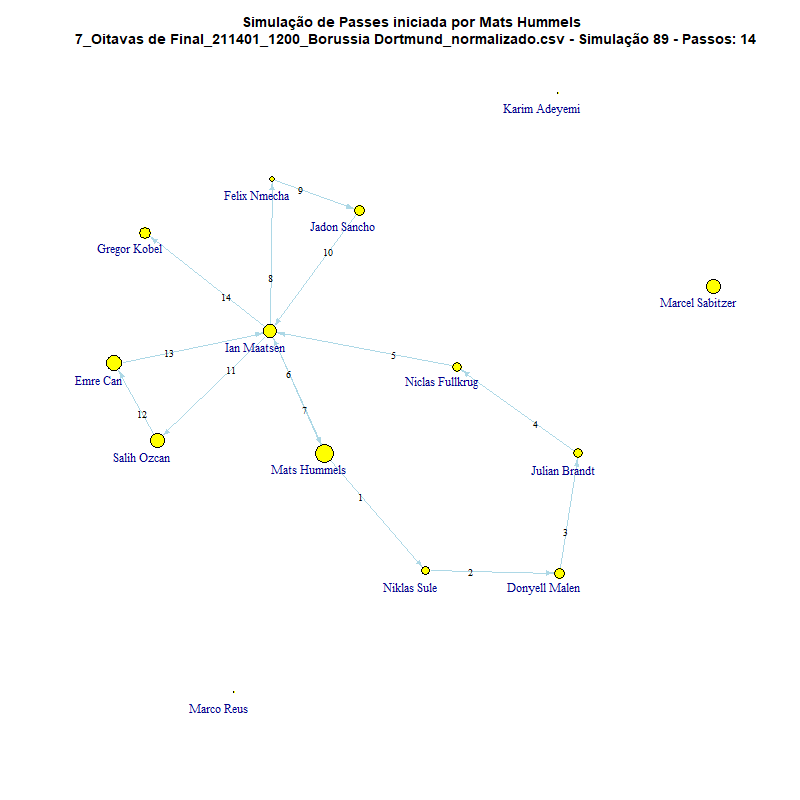 Simulação de Passes iniciada por Mats Hummels
7_Oitavas de Final_211401_1200_Borussia Dortmund_normalizado.csv - Simulação 89 - Passos: 14
Karim Adeyemi
9
Felix Nmecha
Jadon Sancho
Gregor Kobel
10
8
Marcel Sabitzer
14
Ian Maatsen
13
5
11
6
Emre Can
Niclas Fullkrug
7
12
4
Salih Ozcan
Mats Hummels
Julian Brandt
1
3
2
Niklas Sule
Donyell Malen
Marco Reus